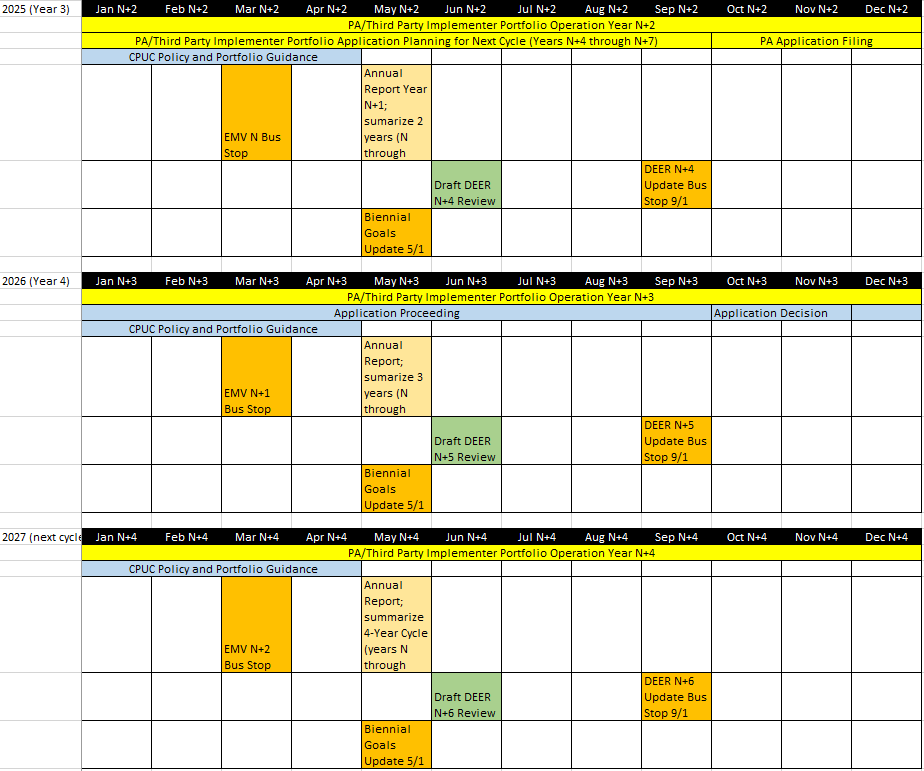 2025 (Year 3) Jan N+2 Feb N+2 Mar N+2 Apr N+2 May N+2 Jun N+2 Jul N+2 Aug N+2 Sep N+2 Oct N+2 Nov N+2 Dec N+2
PA/Third Party Implementer Portfolio Operation Year N+2
PA/Third Party Implementer Portfolio Application Planning for Next Cycle (Years N+4 through N+7) PA Application Filing
CPUC Policy and Portfolio Guidance
EMV N Bus
Stop
Annual
Report Year
N+1;
sumarize 2
years (N
through
Draft DEER
N+4 Review
DEER N+4
Update Bus
Stop 9/1
Biennial
Goals
Update 5/1
2026 (Year 4) Jan N+3 Feb N+3 Mar N+3 Apr N+3 May N+3 Jun N+3 Jul N+3 Aug N+3 Sep N+3 Oct N+3 Nov N+3 Dec N+3
PA/Third Party Implementer Portfolio Operation Year N+3
Application Proceeding Application Decision
CPUC Policy and Portfolio Guidance
EMV N+1
Bus Stop
Annual
Report;
sumarize 3
years (N
through
Draft DEER
N+5 Review
DEER N+5
Update Bus
Stop 9/1
Biennial
Goals
Update 5/1
2027 (next cycle Jan N+4 Feb N+4 Mar N+4 Apr N+4 May N+4 Jun N+4 Jul N+4 Aug N+4 Sep N+4 Oct N+4 Nov N+4 Dec N+4
PA/Third Party Implementer Portfolio Operation Year N+4
CPUC Policy and Portfolio Guidance
EMV N+2
Bus Stop
Annual
Report;
summarize
4-Year Cycle
(years N
through
Draft DEER
N+6 Review
DEER N+6
Update Bus
Stop 9/1
Biennial
Goals
Update 5/1